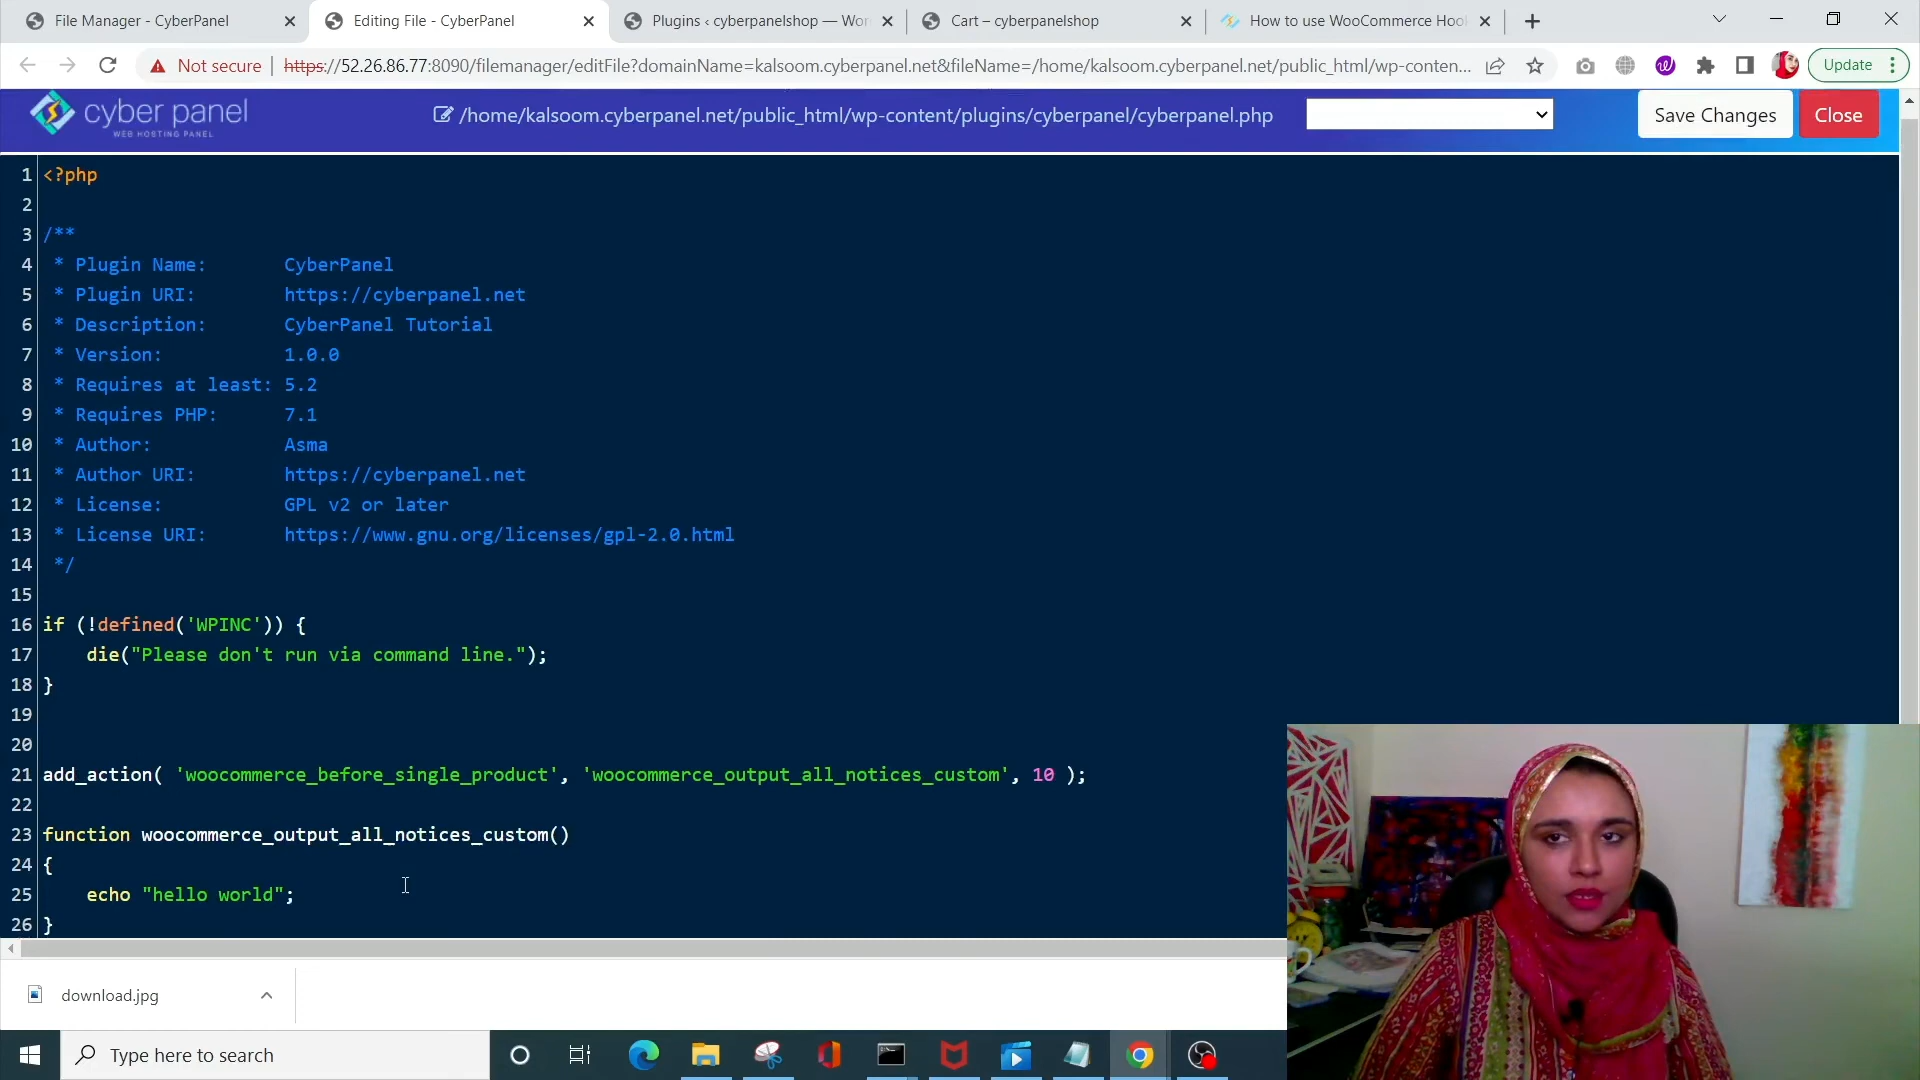 File Manager - CyberPanel
Editing File - CyberPanel
Plugins ‹ cyberpanelshop — Wor
Cart – cyberpanelshop
How to use WooCommerce Hoo
Not secure
https://52.26.86.77:8090/filemanager/editFile?domainName=kalsoom.cyberpanel.net&fileName=/home/kalsoom.cyberpanel.net/public_html/wp-conten...
Update
cyber panel
WEB HOSTING PANEL
/home/kalsoom.cyberpanel.net/public_html/wp-content/plugins/cyberpanel/cyberpanel.php
Save Changes
Close
1 <?php
2
3 /**
4 * Plugin Name: CyberPanel
5 * Plugin URI: https://cyberpanel.net
6 * Description: CyberPanel Tutorial
7 * Version: 1.0.0
8 * Requires at least: 5.2
9 * Requires PHP: 7.1
10 * Author: Asma
11 * Author URI: https://cyberpanel.net
12 * License: GPL v2 or later
13 * License URI: https://www.gnu.org/licenses/gpl-2.0.html
14 */
15
16 if (!defined('WPINC')) {
17 die("Please don't run via command line.");
18 }
19
20
21 add_action( 'woocommerce_before_single_product', 'woocommerce_output_all_notices_custom', 10 );
22
23 function woocommerce_output_all_notices_custom()
24 {
25 echo "hello world";
26 }
download.jpg
Type here to search